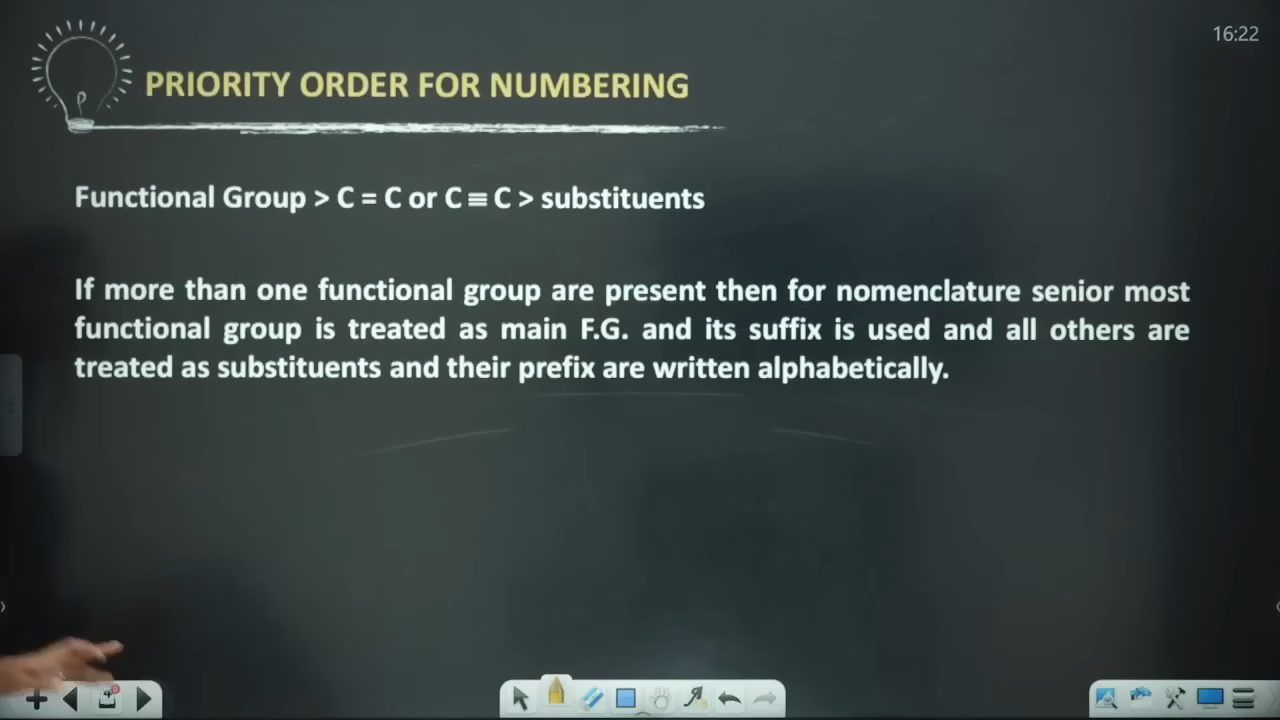 16:22
PRIORITY ORDER FOR NUMBERING
Functional Group > C = C or C ≡ C > substituents
If more than one functional group are present then for nomenclature senior most
functional group is treated as main F.G. and its suffix is used and all others are
treated as substituents and their prefix are written alphabetically.